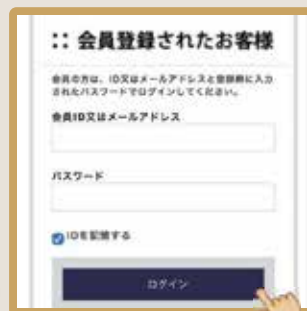 :: 会員登録されたお客様
会員の方は、ID又はメールアドレスと登録時に入力
されたパスワードでログインしてください。
会員ID又はメールアドレス
パスワード
IDを記憶する
ログイン